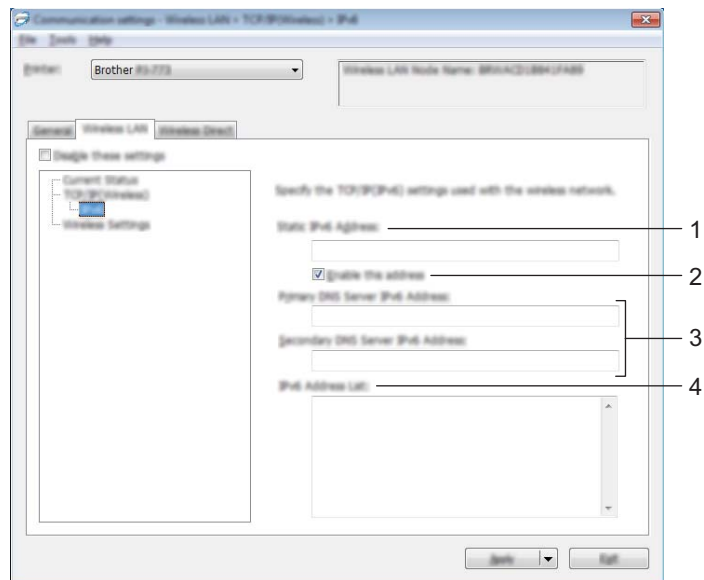 Communication settings - Wireless LAN > TCP/IP(Wireless) > IPv6
File Tools Help
Printer: Brother RJ-773
Wireless LAN Node Name:
General Wireless LAN Wireless Direct
Disable these settings
Current Status
TCP/IP(Wireless)
IPv6
Wireless Settings
Specify the TCP/IP(IPv6) settings used with the wireless network.
Static IPv6 Address:
1
Enable this address
2
Primary DNS Server IPv6 Address:
3
Secondary DNS Server IPv6 Address:
IPv6 Address List:
4
Apply Exit